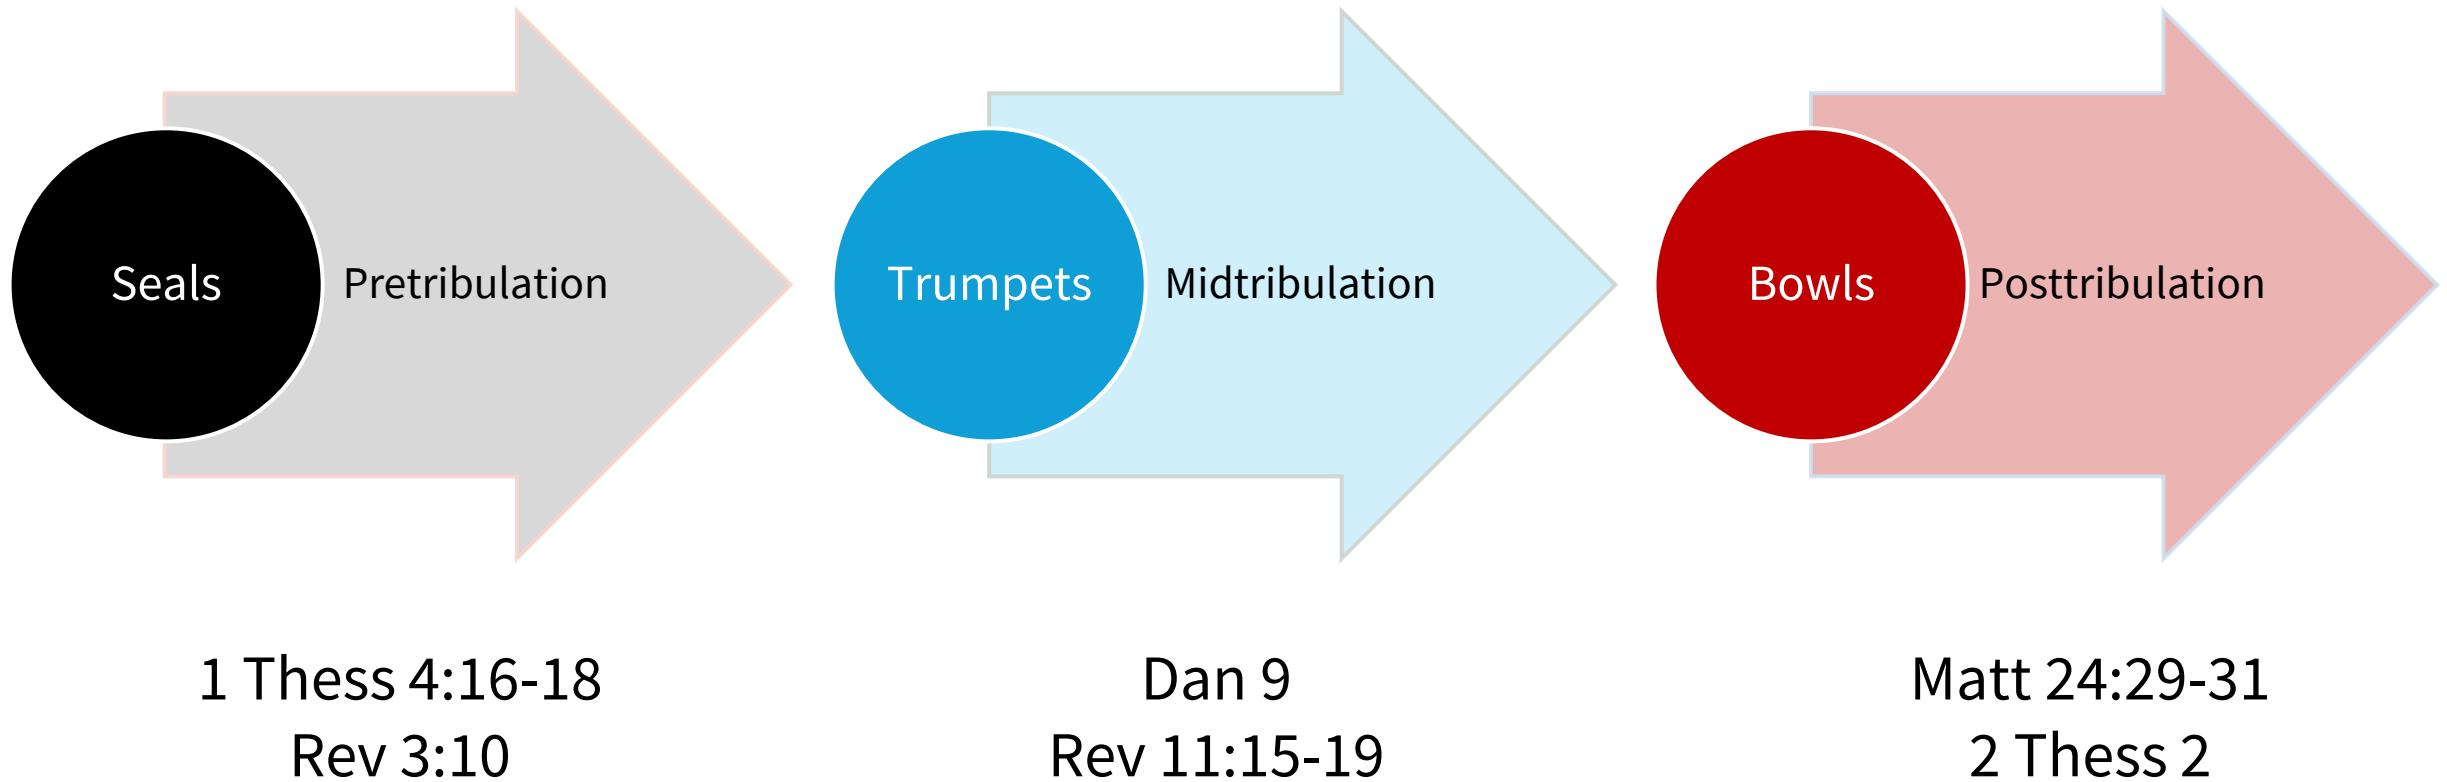 Seals
Pretribulation
Trumpets
Midtribulation
Bowls
Posttribulation
1 Thess 4:16-18
Rev 3:10
Dan 9
Rev 11:15-19
Matt 24:29-31
2 Thess 2